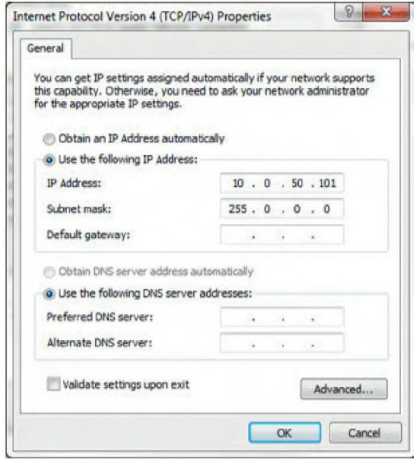 Internet Protocol Version 4 (TCP/IPv4) Properties
General
You can get IP settings assigned automatically if your network supports
this capability. Otherwise, you need to ask your network administrator
for the appropriate IP settings.
Obtain an IP Address automatically
Use the following IP Address:
IP Address: 10 . 0 . 50 . 101
Subnet mask: 255 . 0 . 0 . 0
Default gateway: . . .
Obtain DNS server address automatically
Use the following DNS server addresses:
Preferred DNS server: . . .
Alternate DNS server: . . .
Validate settings upon exit
Advanced...
OK Cancel